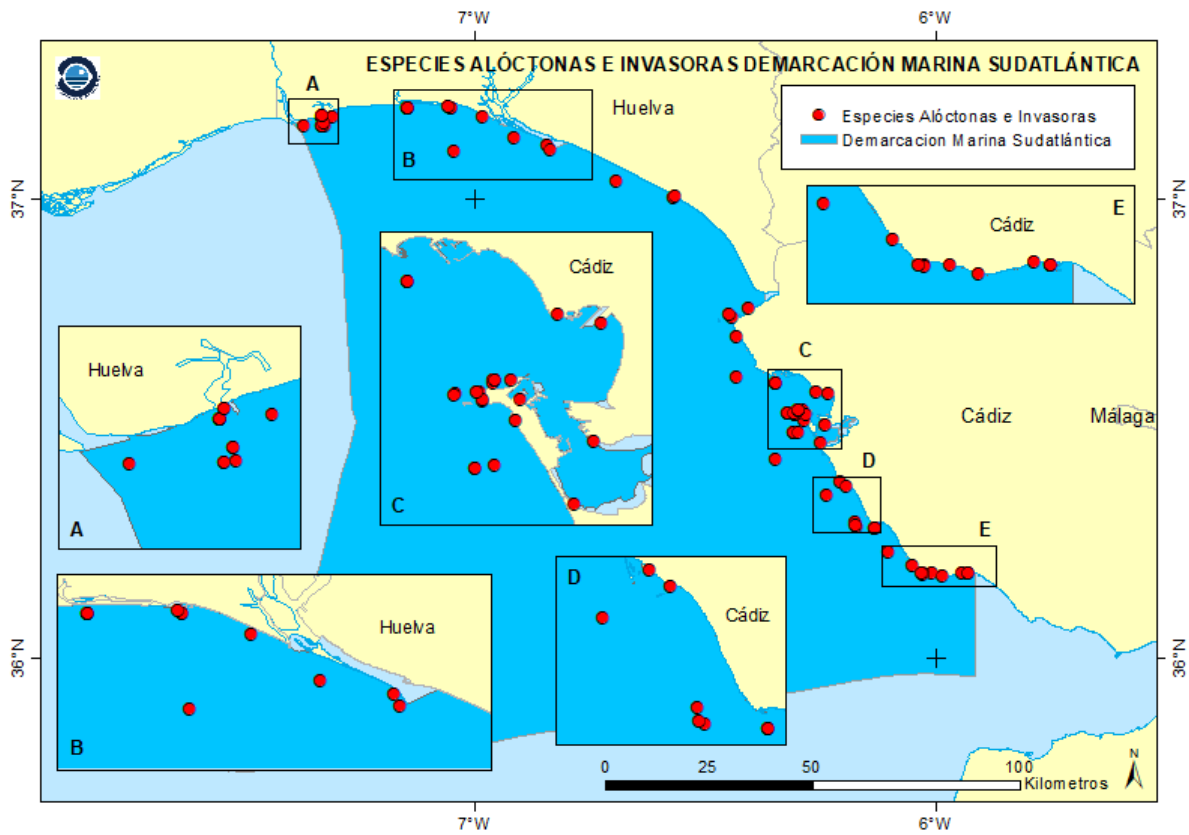 7°W
6°W
ESPECIES ALÓCTONAS E INVASORAS DEMARCACIÓN MARINA SUDATLÁNTICA
A
Huelva
B
Especies Alóctonas e Invasoras
Demarcacion Marina Sudatlántica
37°N
37°N
E
Cádiz
Cádiz
C
Huelva
A
C
Cádiz
Málaga
D
E
D
Cádiz
Huelva
B
36°N
36°N
0 25 50 100
Kilometros
N
7°W
6°W